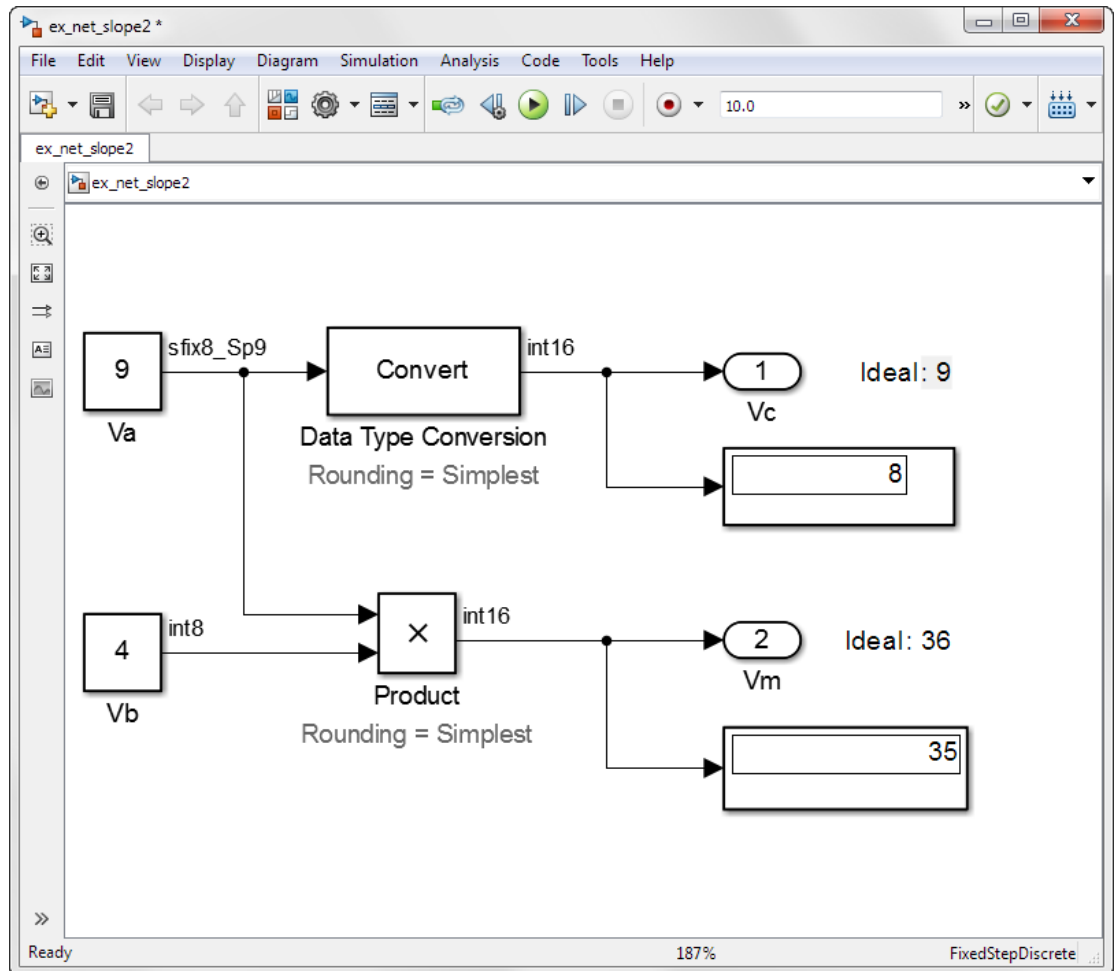 ex_net_slope2 *
File Edit View Display Diagram Simulation Analysis Code Tools Help
10.0
»
ex_net_slope2
ex_net_slope2
9
sfix8_Sp9
Convert
int16
1
Ideal: 9
Va
Data Type Conversion
Vc
Rounding = Simplest
8
4
int8
×
int16
2
Ideal: 36
Vb
Product
Vm
Rounding = Simplest
35
»
Ready 187% FixedStepDiscrete